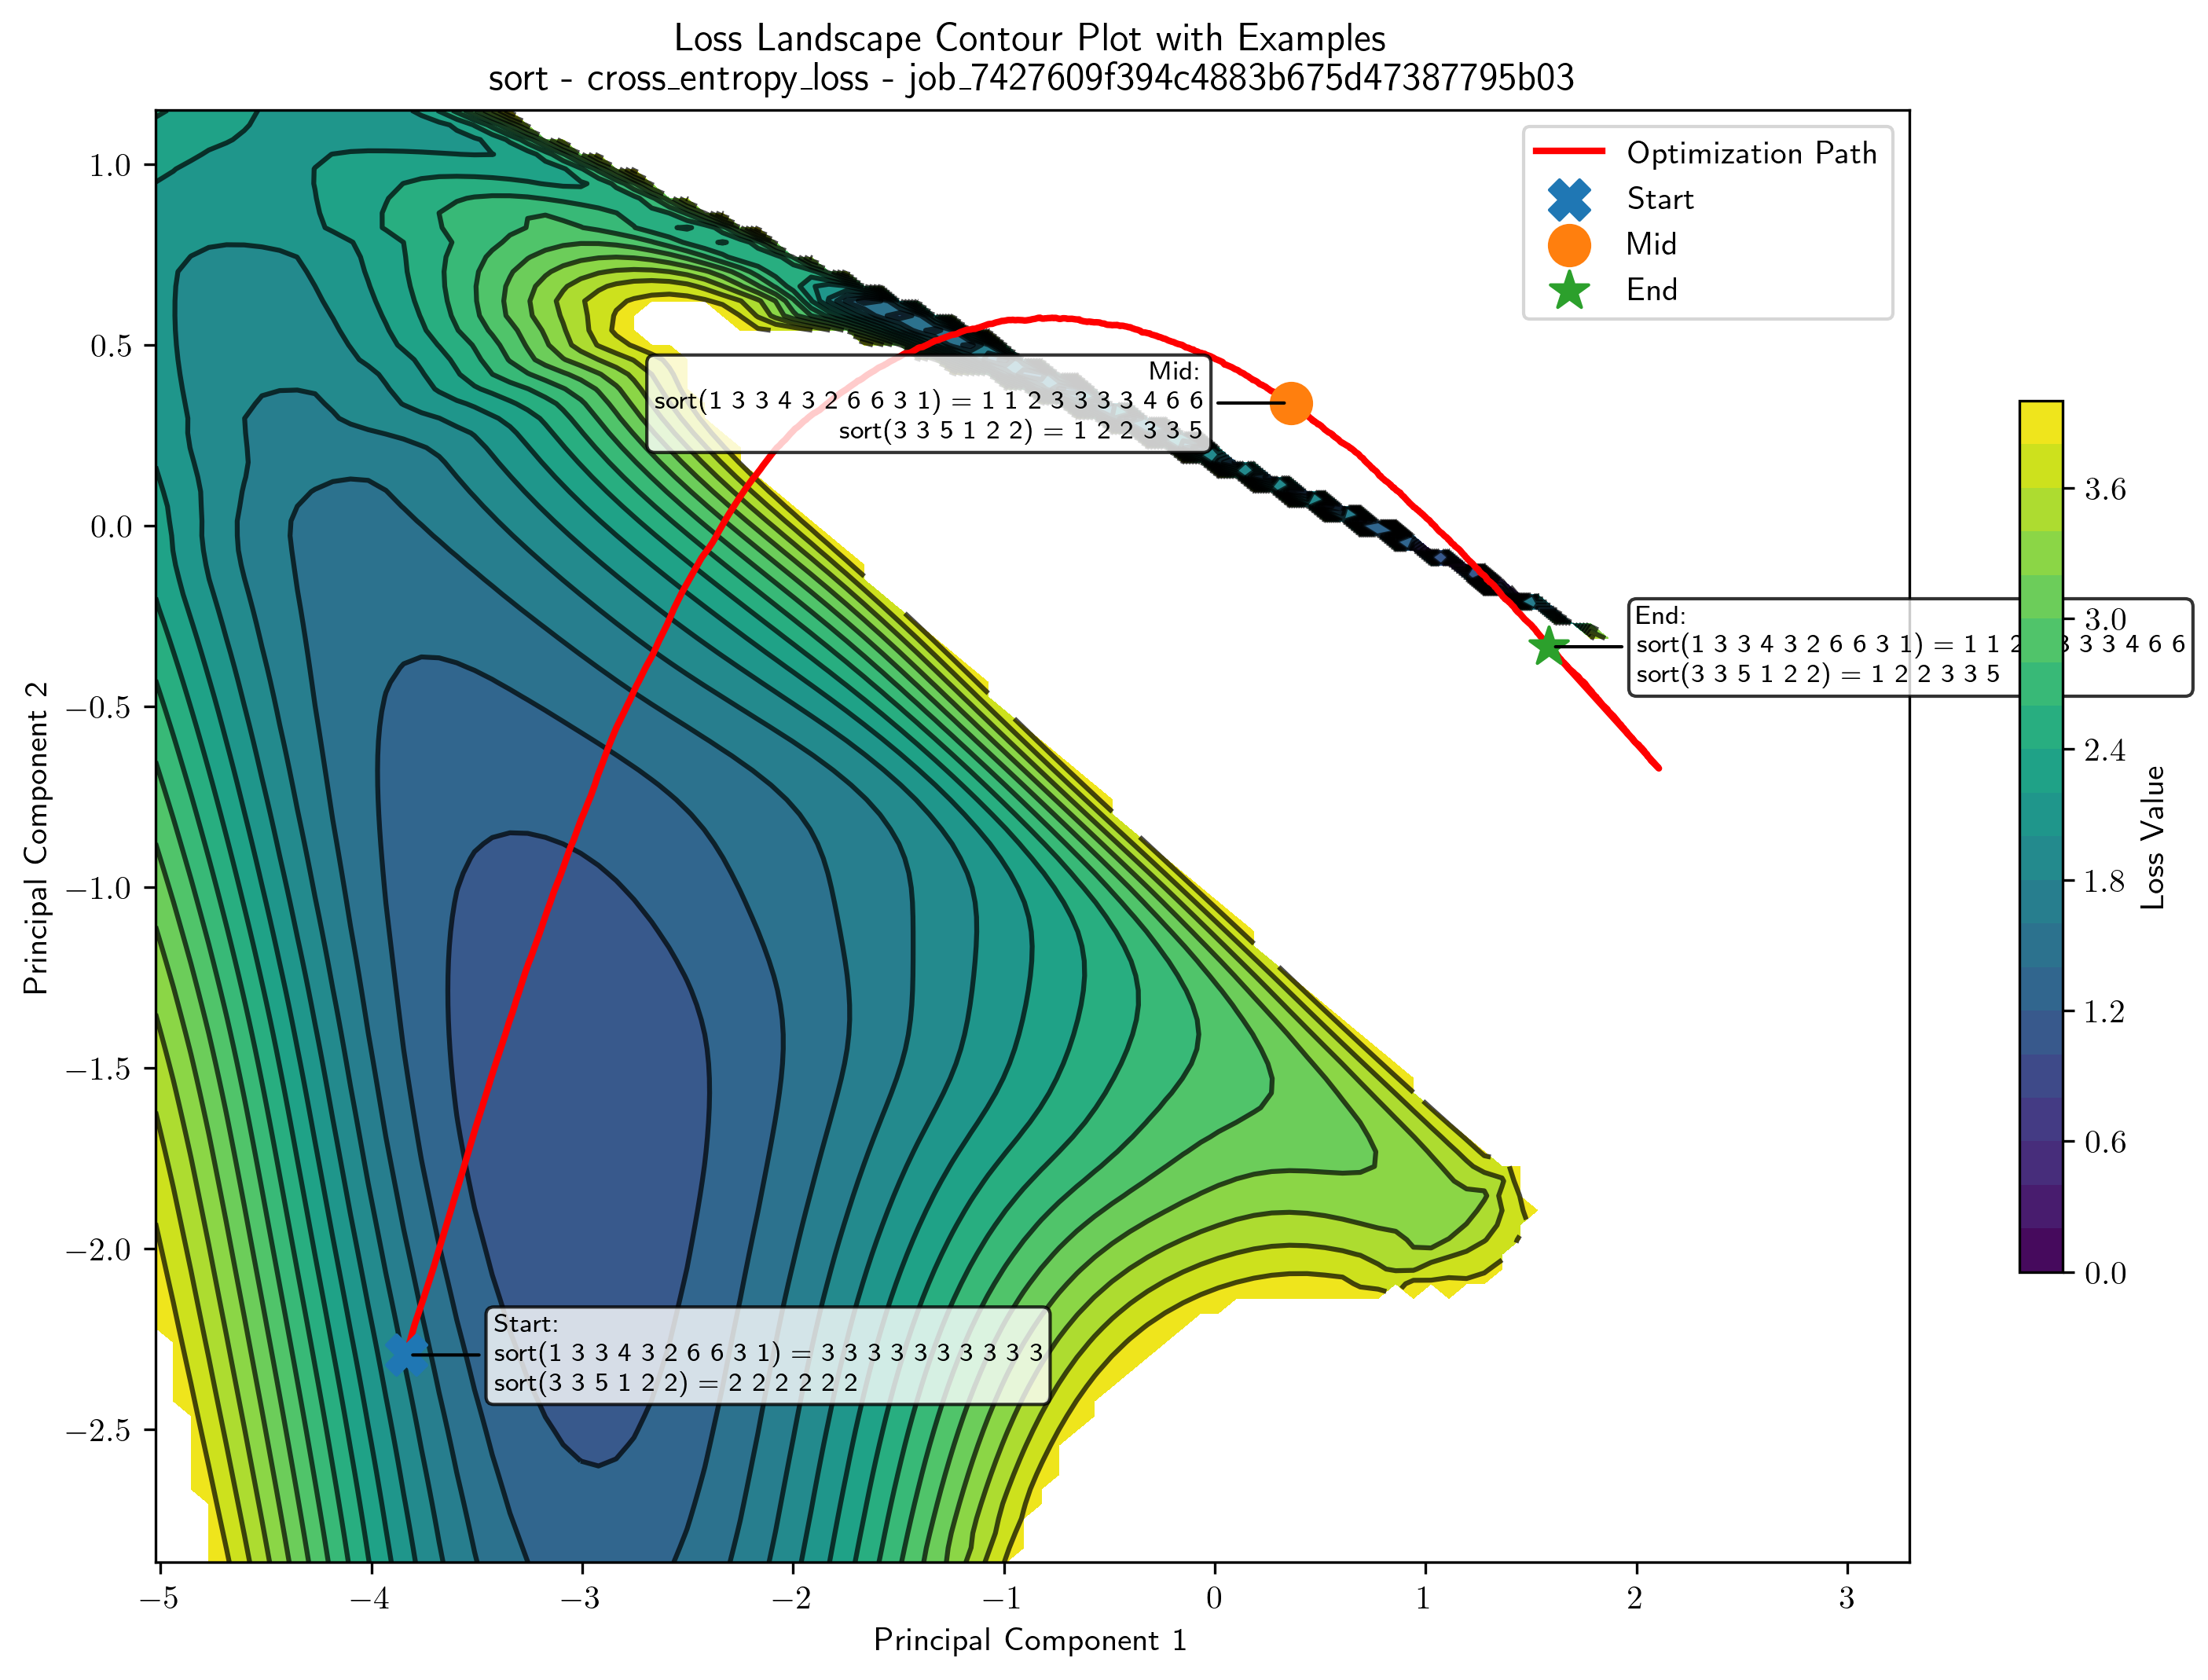 Loss Landscape Contour Plot with Examples
sort - cross_entropy_loss - job_7427609f394c4883b675d47387795b03
Optimization Path
Start
Mid
End
Mid:
sort(1 3 3 4 3 2 6 6 3 1) = 1 1 2 3 3 3 3 4 6 6
sort(3 3 5 1 2 2) = 1 2 2 3 3 5
End:
sort(1 3 3 4 3 2 6 6 3 1) = 1 1 2 3 3 3 4 6 6
sort(3 3 5 1 2 2) = 1 2 2 3 3 5
Start:
sort(1 3 3 4 3 2 6 6 3 1) = 3 3 3 3 3 3 3 3 3 3
sort(3 3 5 1 2 2) = 2 2 2 2 2 2
1.0
0.5
0.0
−0.5
−1.0
−1.5
−2.0
−2.5
Principal Component 2
−5
−4
−3
−2
−1
0
1
2
3
Principal Component 1
3.6
3.0
2.4
1.8
1.2
0.6
0.0
Loss Value